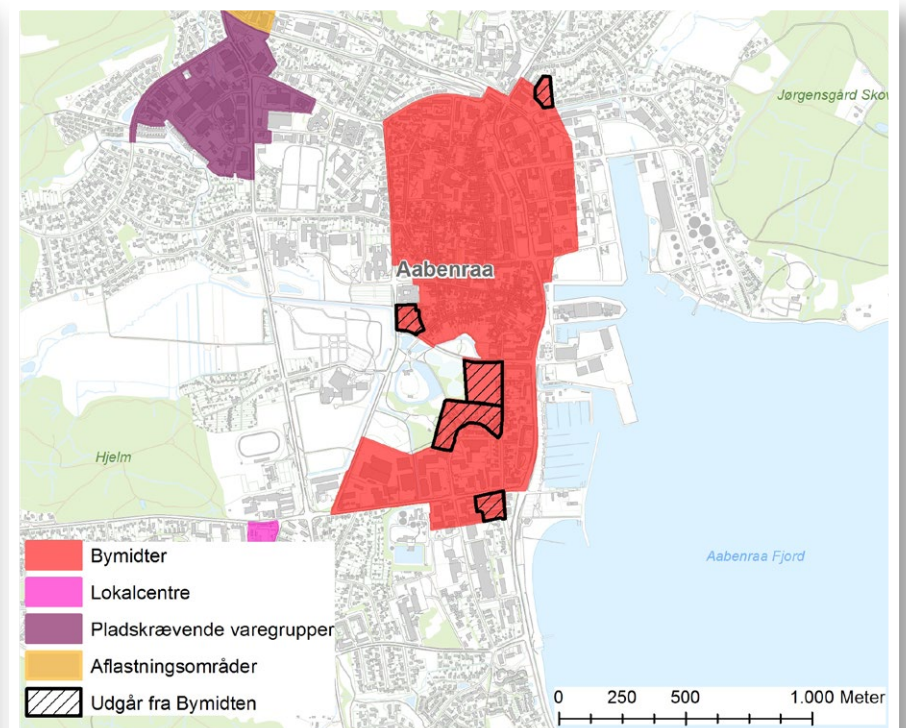 Jørgensgård Skov
Aabenraa
Hjelm
Aabenraa Fjord
Bymidter
Lokalcentre
Pladskrævende varegrupper
Aflastningsområder
Udgår fra Bymidten
0 250 500 1.000 Meter